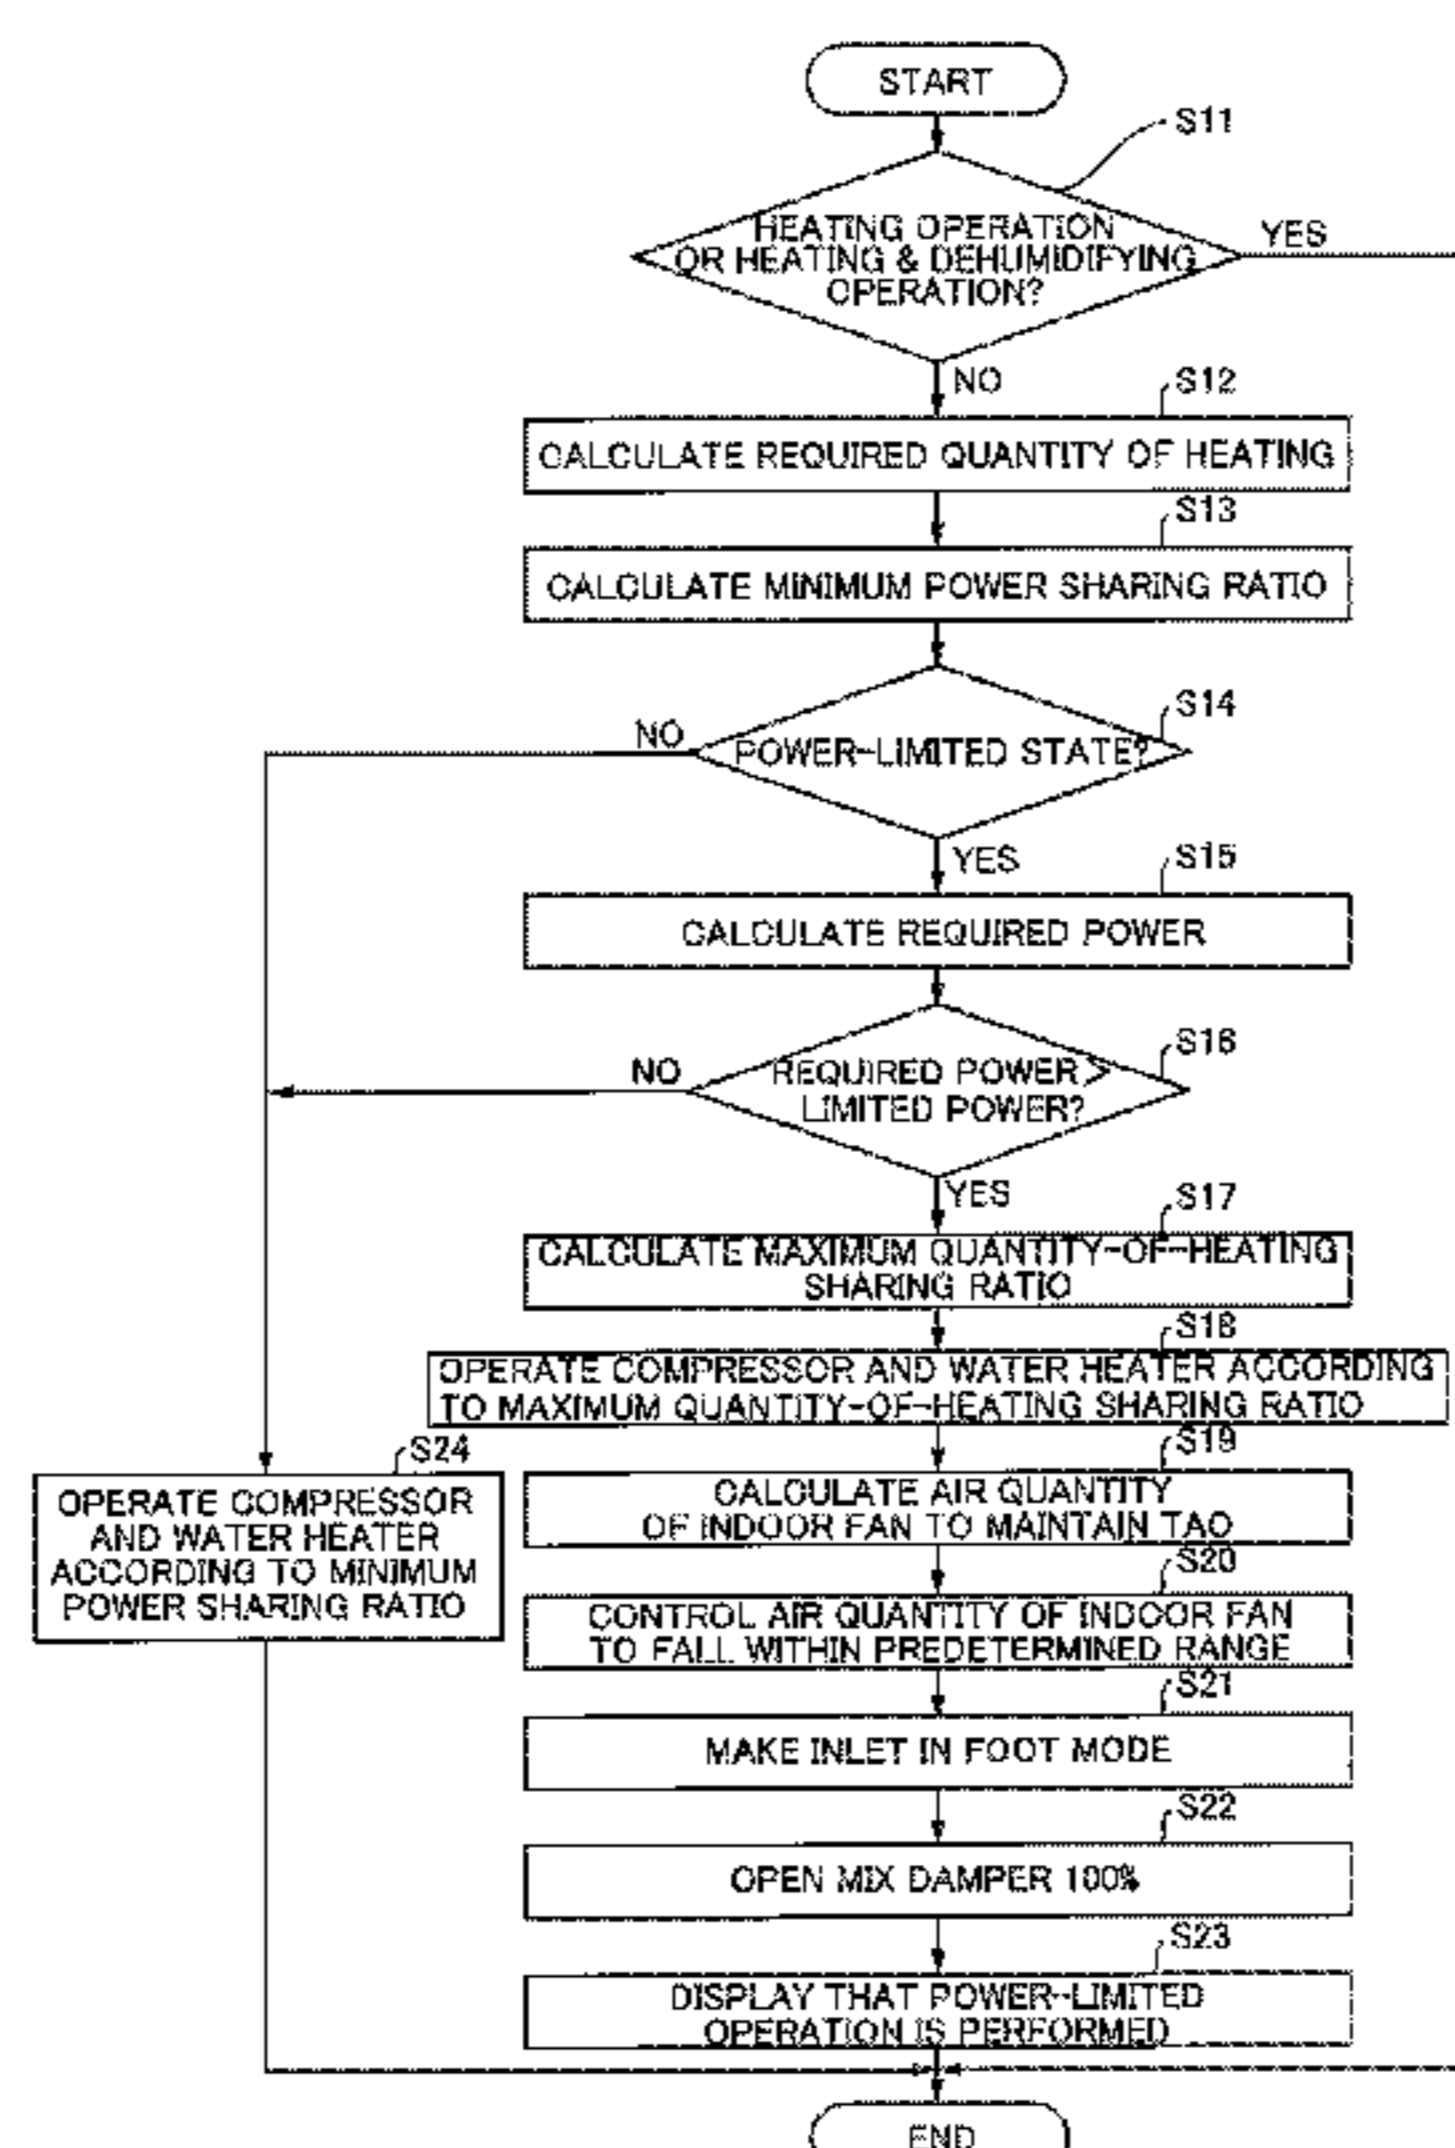 START
S11
HEATING OPERATION
OR HEATING & DEHUMIDIFYING
OPERATION?
YES
NO
S12
CALCULATE REQUIRED QUANTITY OF HEATING
S13
CALCULATE MINIMUM POWER SHARING RATIO
S14
NO
POWER-LIMITED STATE?
YES
S15
CALCULATE REQUIRED POWER
S16
NO
REQUIRED POWER >
LIMITED POWER?
YES
S17
CALCULATE MAXIMUM QUANTITY-OF-HEATING
SHARING RATIO
S18
OPERATE COMPRESSOR AND WATER HEATER ACCORDING
TO MAXIMUM QUANTITY-OF-HEATING SHARING RATIO
S24
OPERATE COMPRESSOR
AND WATER HEATER
ACCORDING TO MINIMUM
POWER SHARING RATIO
S19
CALCULATE AIR QUANTITY
OF INDOOR FAN TO MAINTAIN TAO
S20
CONTROL AIR QUANTITY OF INDOOR FAN
TO FALL WITHIN PREDETERMINED RANGE
S21
MAKE INLET IN FOOT MODE
S22
OPEN MIX DAMPER 100%
S23
DISPLAY THAT POWER-LIMITED
OPERATION IS PERFORMED
END